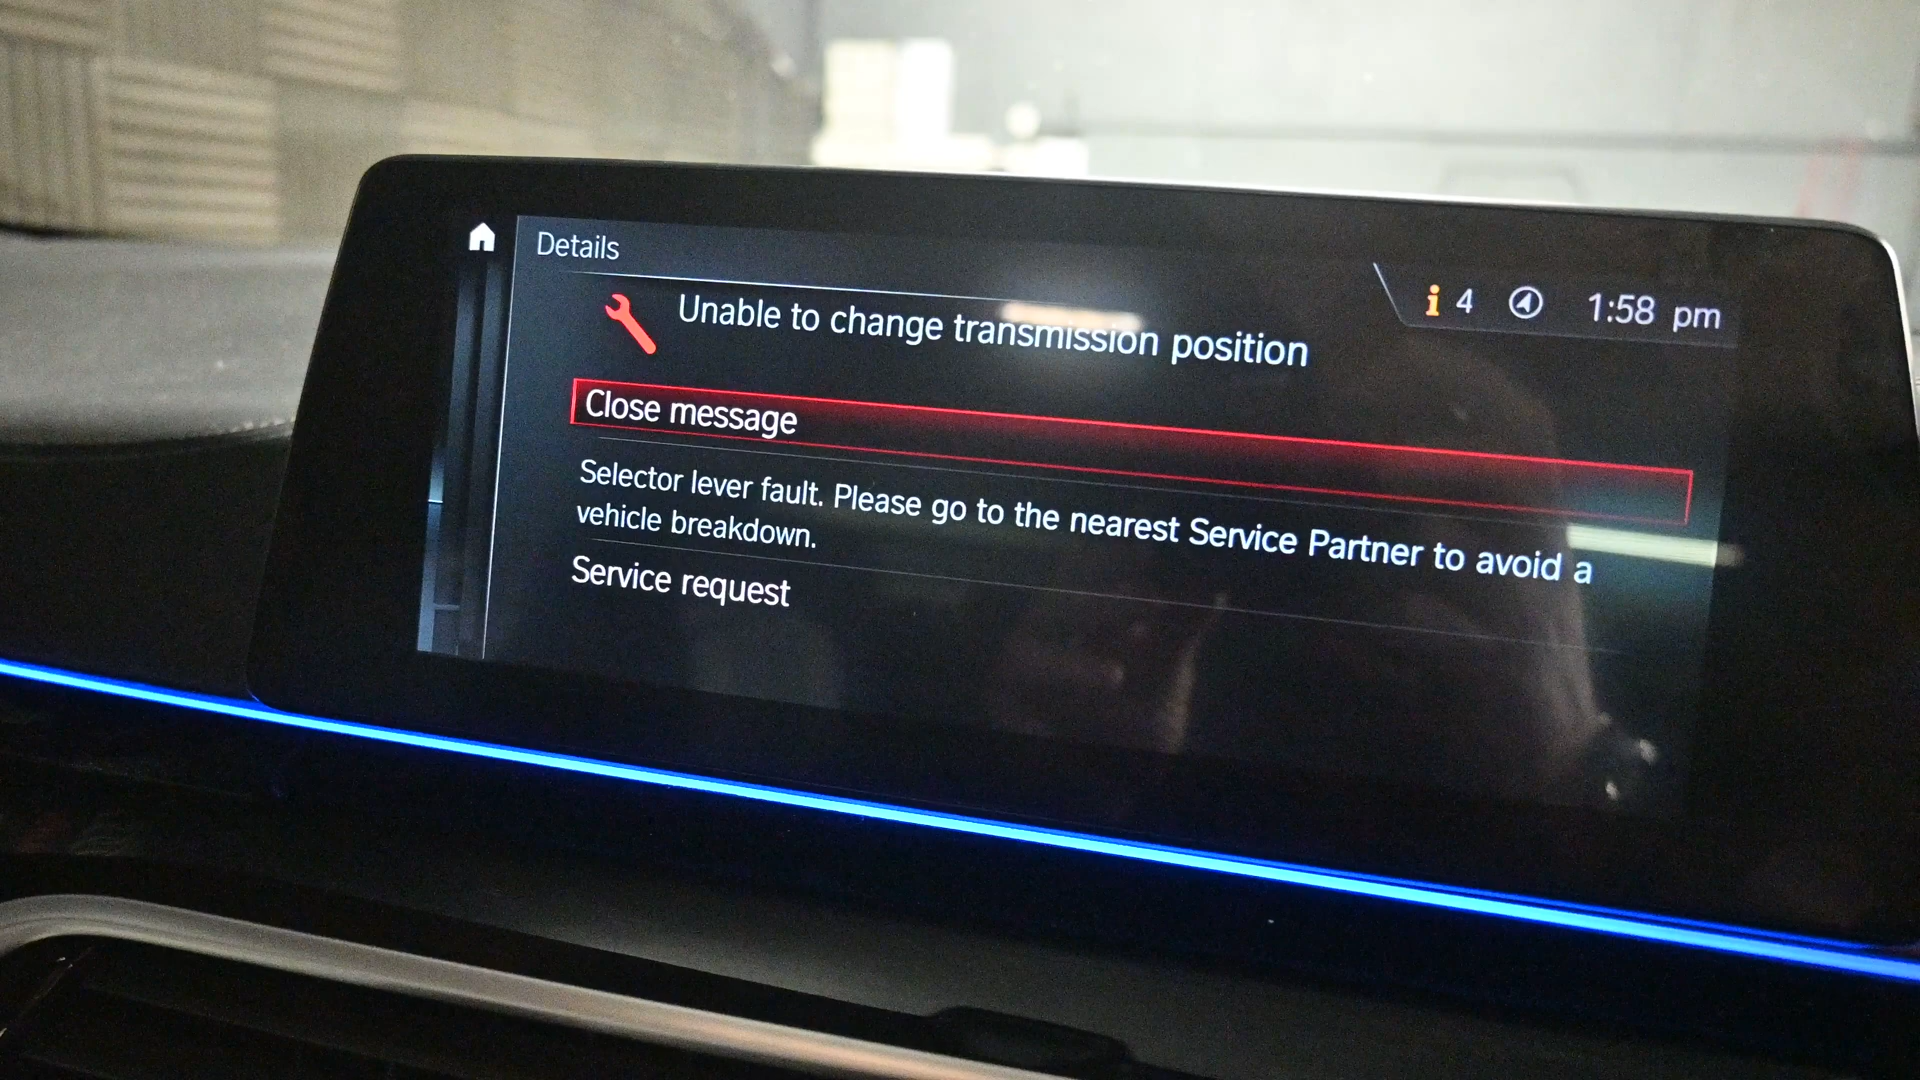 Details
i 4 1:58 pm
Unable to change transmission position
Close message
Selector lever fault. Please go to the nearest Service Partner to avoid a
vehicle breakdown.
Service request